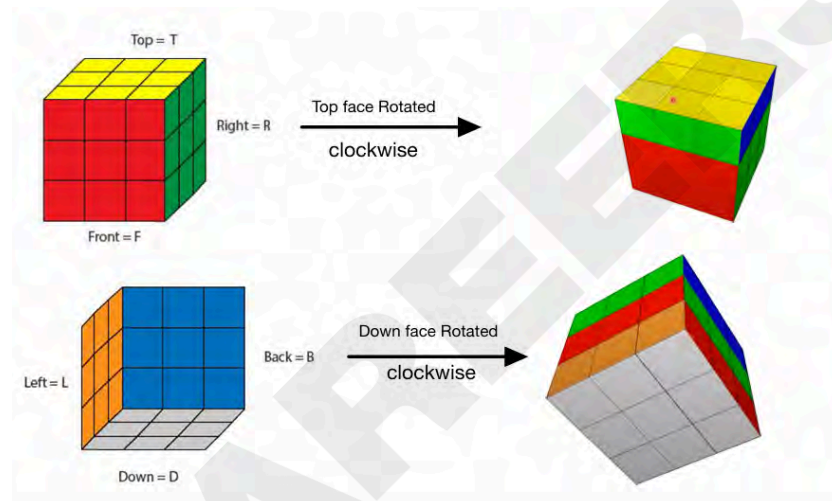 Top = T
Right = R
Top face Rotated
clockwise
Front = F
Back = B
Down face Rotated
clockwise
Left = L
Down = D